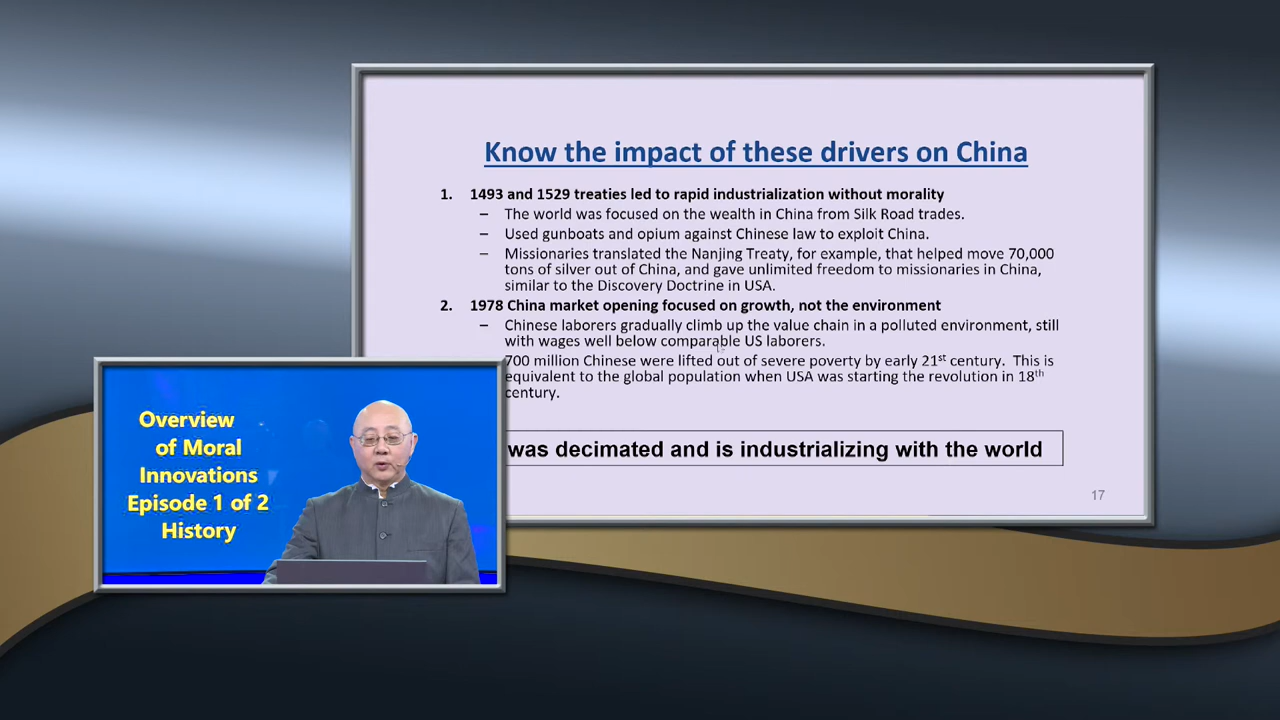 Know the impact of these drivers on China
1. 1493 and 1529 treaties led to rapid industrialization without morality
– The world was focused on the wealth in China from Silk Road trades.
– Used gunboats and opium against Chinese law to exploit China.
– Missionaries translated the Nanjing Treaty, for example, that helped move 70,000
tons of silver out of China, and gave unlimited freedom to missionaries in China,
similar to the Discovery Doctrine in USA.
2. 1978 China market opening focused on growth, not the environment
– Chinese laborers gradually climb up the value chain in a polluted environment, still
with wages well below comparable US laborers.
700 million Chinese were lifted out of severe poverty by early 21st century. This is
equivalent to the global population when USA was starting the revolution in 18th
century.
was decimated and is industrializing with the world
17
Overview
of Moral
Innovations
Episode 1 of 2
History